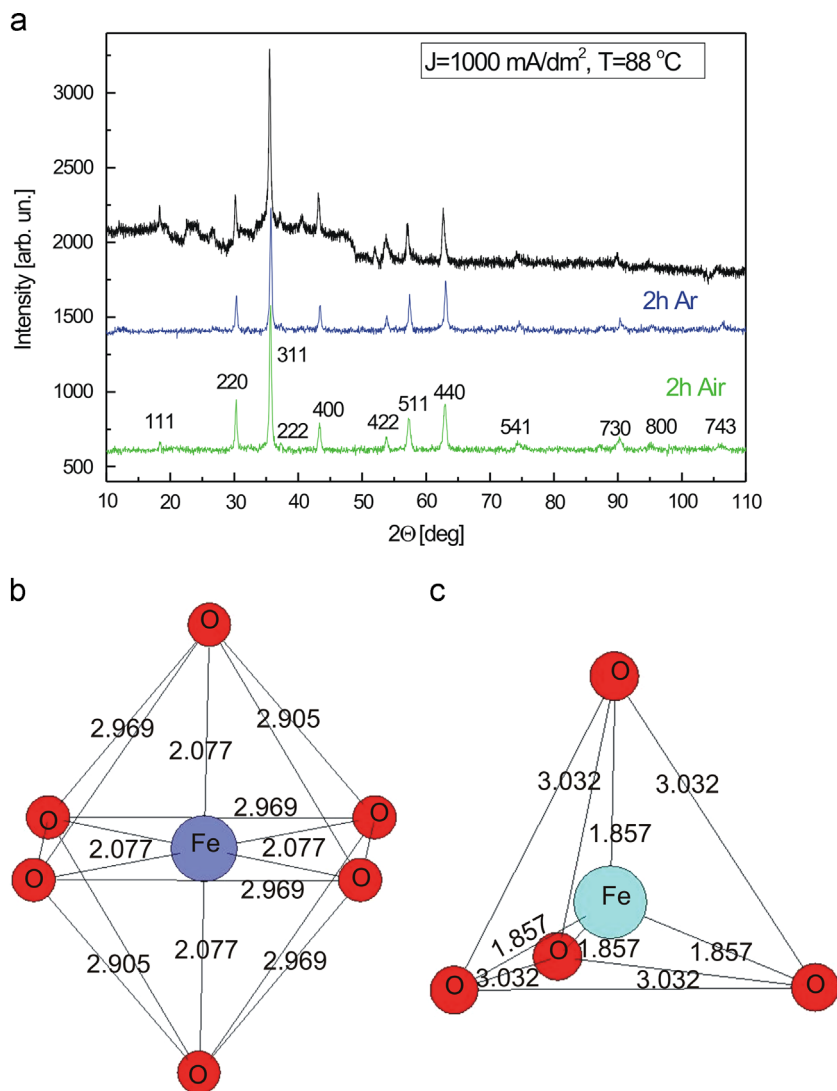 a
J=1000 mA/dm², T=88 °C
Intensity [arb. un.]
3000
2500
2000
1500
1000
500
2h Ar
2h Air
111
220
311
222
400
422
511
440
541
730
800
743
10 20 30 40 50 60 70 80 90 100 110
2Θ [deg]
b
O
2.969
2.905
2.077
O
2.969
O
2.077
Fe
2.077
O
2.969
O
2.905
2.077
2.969
O
c
O
3.032
3.032
1.857
Fe
1.857
O
1.857
1.857
3.032
3.032
O
O